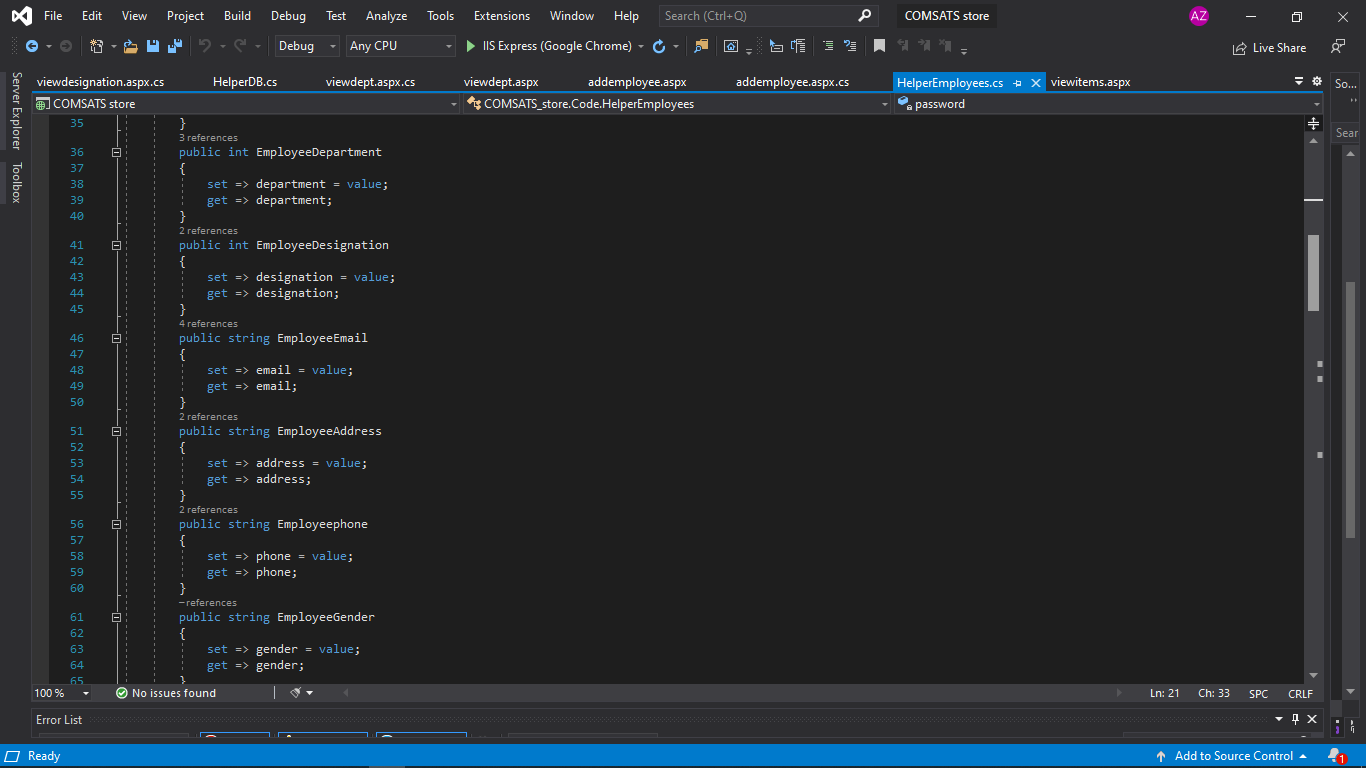 File Edit View Project Build Debug Test Analyze Tools Extensions Window Help Search (Ctrl+Q) COMSATS store AZ
Debug Any CPU IIS Express (Google Chrome) Live Share
viewdesignation.aspx.cs HelperDB.cs viewdept.aspx.cs viewdept.aspx addemployee.aspx addemployee.aspx.cs HelperEmployees.cs viewitems.aspx So...
COMSATS store COMSATS_store.Code.HelperEmployees password
Server Explorer
Toolbox
Sear
35 }
3 references
36 public int EmployeeDepartment
37 {
38 set => department = value;
39 get => department;
40 }
2 references
41 public int EmployeeDesignation
42 {
43 set => designation = value;
44 get => designation;
45 }
4 references
46 public string EmployeeEmail
47 {
48 set => email = value;
49 get => email;
50 }
2 references
51 public string EmployeeAddress
52 {
53 set => address = value;
54 get => address;
55 }
2 references
56 public string Employeephone
57 {
58 set => phone = value;
59 get => phone;
60 }
–references
61 public string EmployeeGender
62 {
63 set => gender = value;
64 get => gender;
65 }
100 % No issues found Ln: 21 Ch: 33 SPC CRLF
Error List
Ready Add to Source Control 1